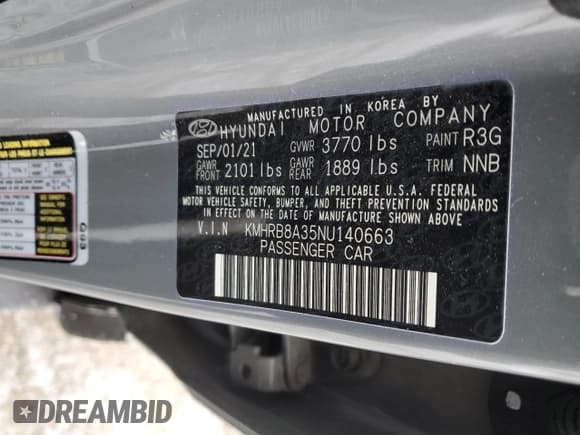 MANUFACTURED IN KOREA BY
HYUNDAI MOTOR COMPANY
SEP/01/21 GVWR 3770 lbs PAINT R3G
GAWR FRONT 2101 lbs GAWR REAR 1889 lbs TRIM NNB
THIS VEHICLE CONFORMS TO ALL APPLICABLE U.S.A. FEDERAL
MOTOR VEHICLE SAFETY, BUMPER, AND THEFT PREVENTION STANDARDS
IN EFFECT ON THE DATE OF MANUFACTURE SHOWN ABOVE.
V.I.N KMHRB8A35NU140663
PASSENGER CAR
G93
DREAMBID